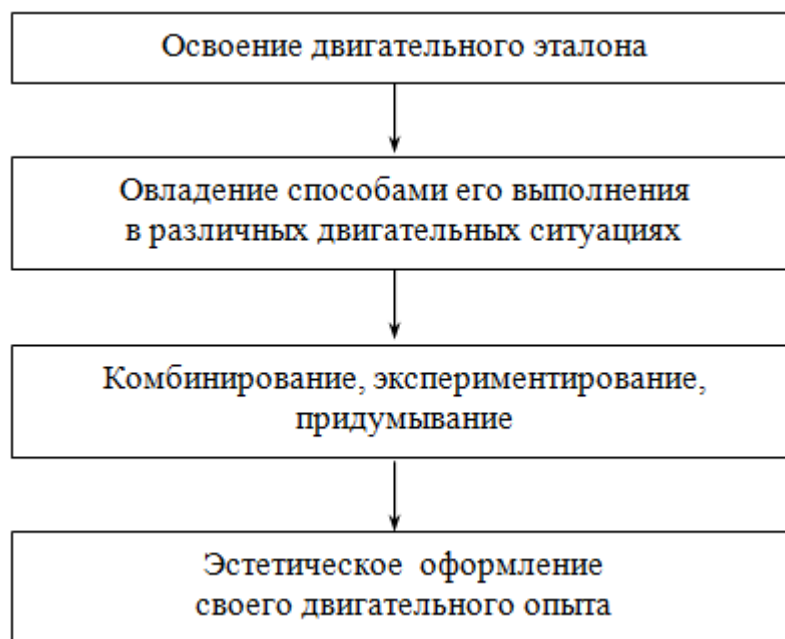 Освоение двигательного эталона
Овладение способами его выполнения
в различных двигательных ситуациях
Комбинирование, экспериментирование,
придумывание
Эстетическое оформление
своего двигательного опыта